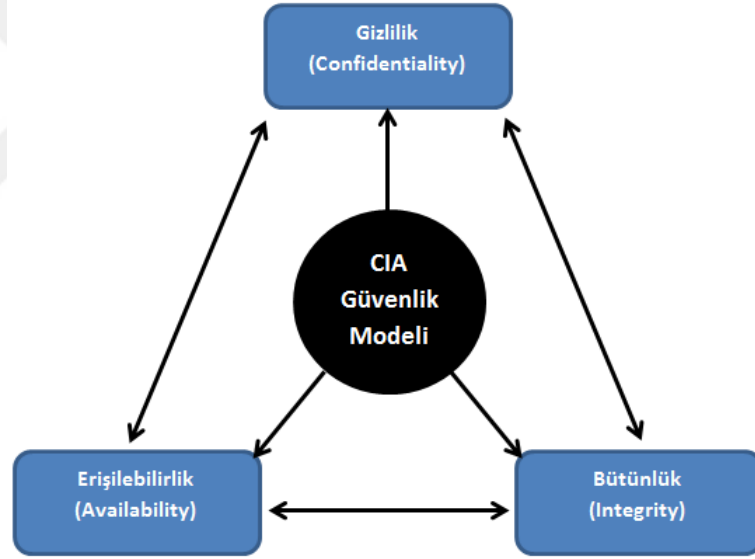 Gizlilik
(Confidentiality)
CIA
Güvenlik
Modeli
Erişilebilirlik
(Availability)
Bütünlük
(Integrity)